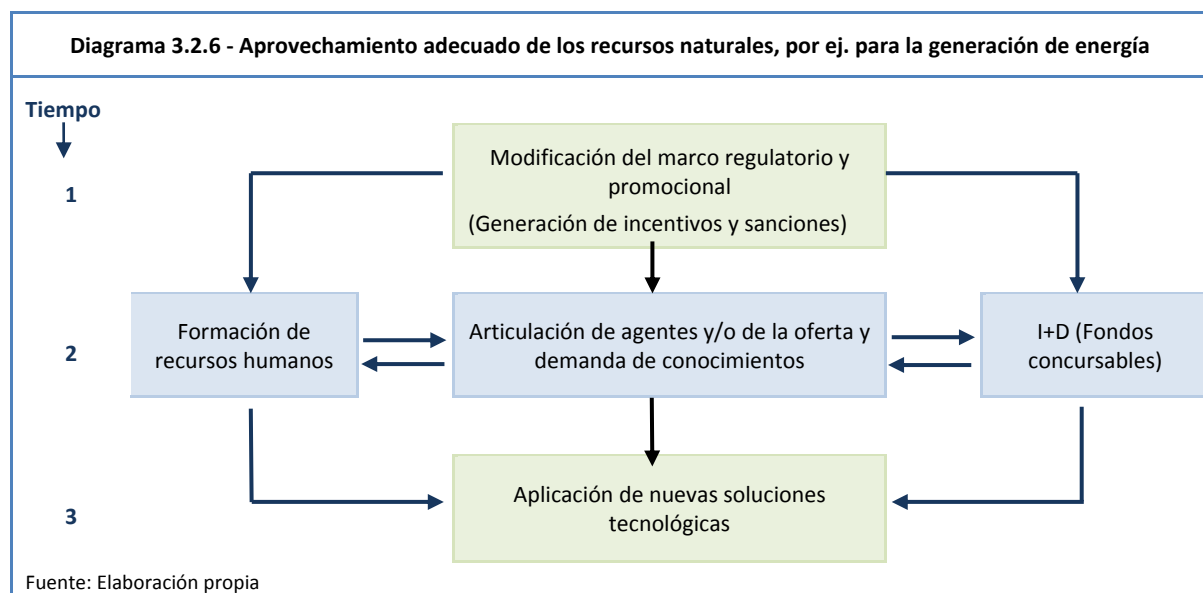 Diagrama 3.2.6 - Aprovechamiento adecuado de los recursos naturales, por ej. para la generación de energía
Tiempo
1
Modificación del marco regulatorio y
promocional
(Generación de incentivos y sanciones)
2
Formación de
recursos humanos
Articulación de agentes y/o de la oferta y
demanda de conocimientos
I+D (Fondos
concursables)
3
Aplicación de nuevas soluciones
tecnológicas
Fuente: Elaboración propia